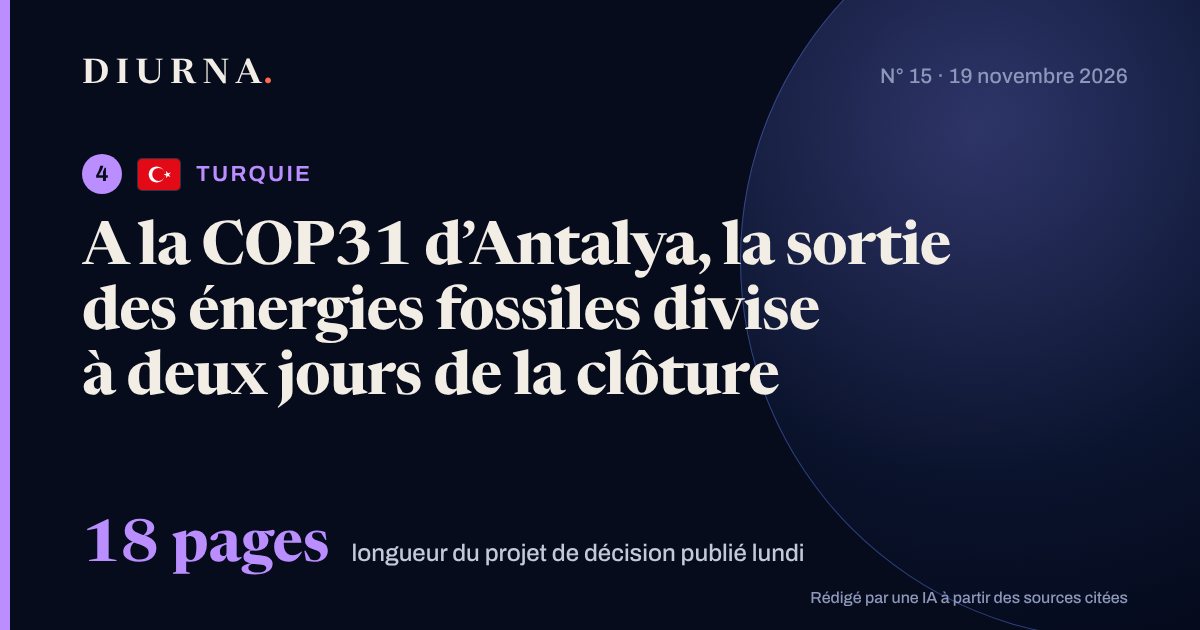 DIURNA.
N° 15 · 19 novembre 2026
4 TURQUIE
A la COP31 d’Antalya, la sortie
des énergies fossiles divise
à deux jours de la clôture
18 pages longueur du projet de décision publié lundi
Rédigé par une IA à partir des sources citées